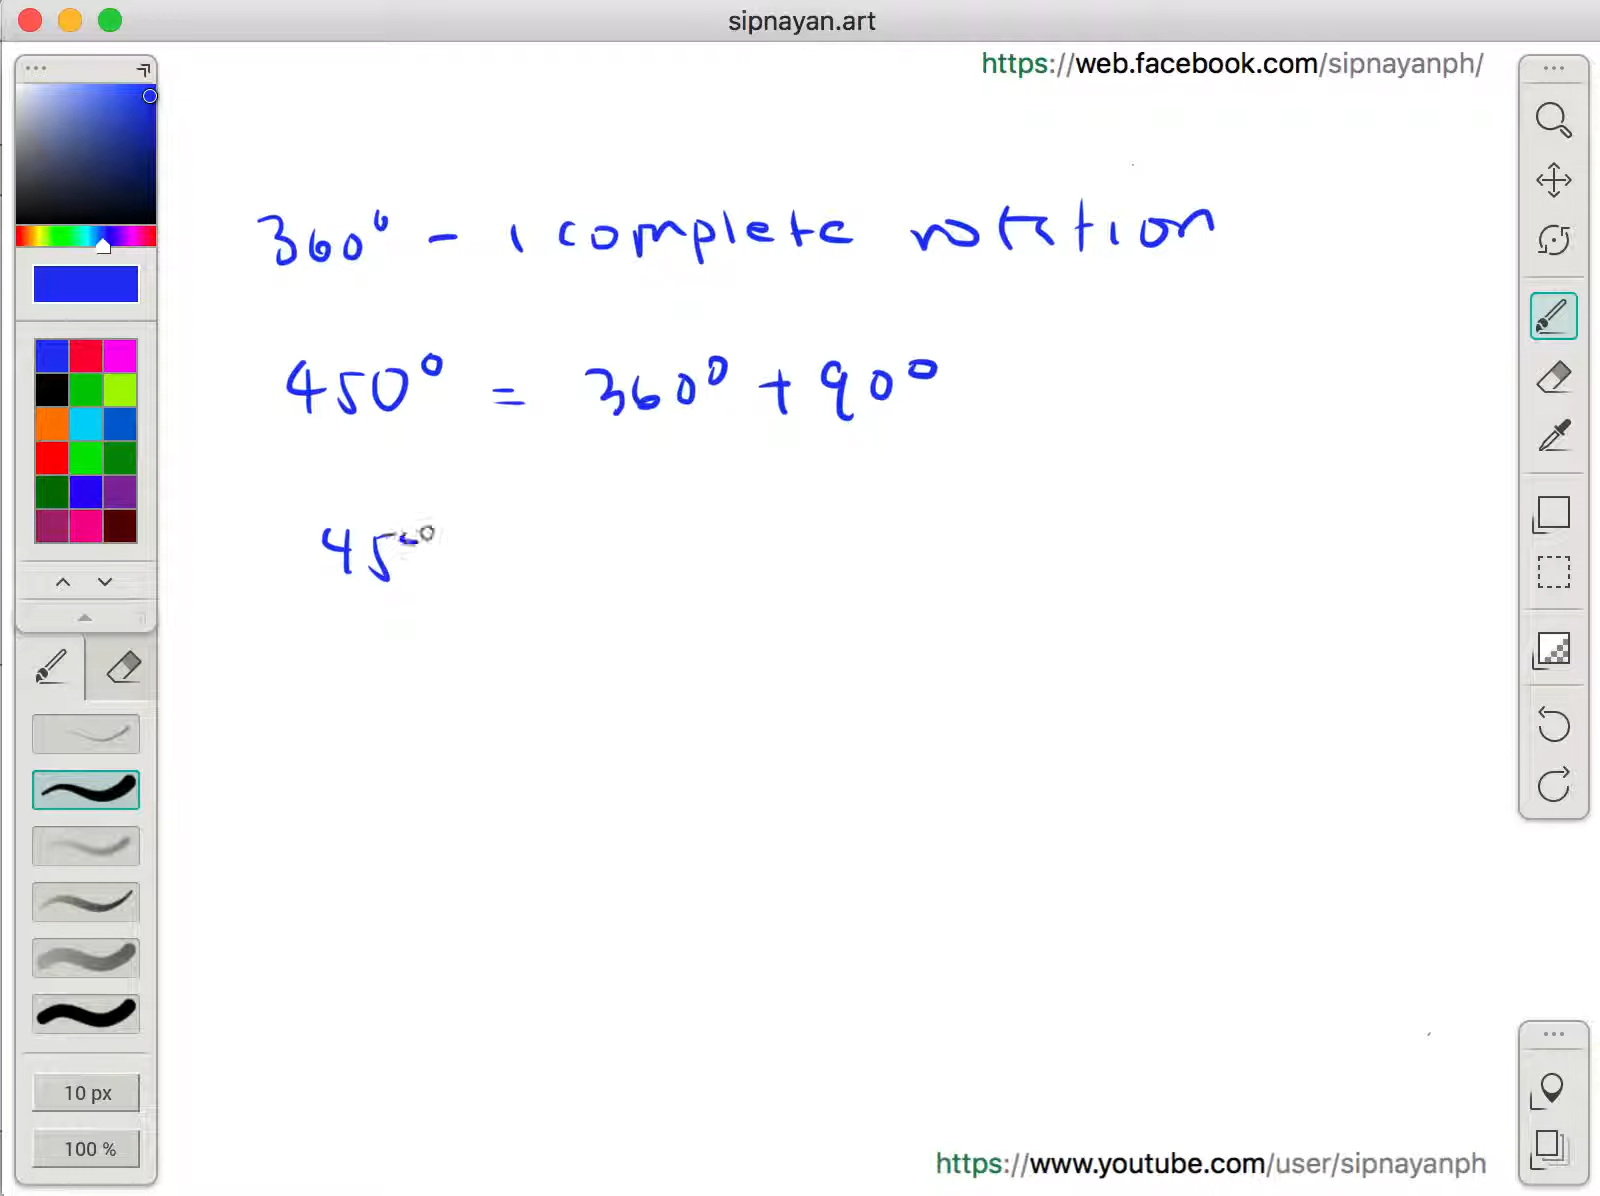 sipnayan.art
https://web.facebook.com/sipnayanph/
360° - 1 complete rotation
450° = 360° + 90°
45
10 px
100 %
https://www.youtube.com/user/sipnayanph